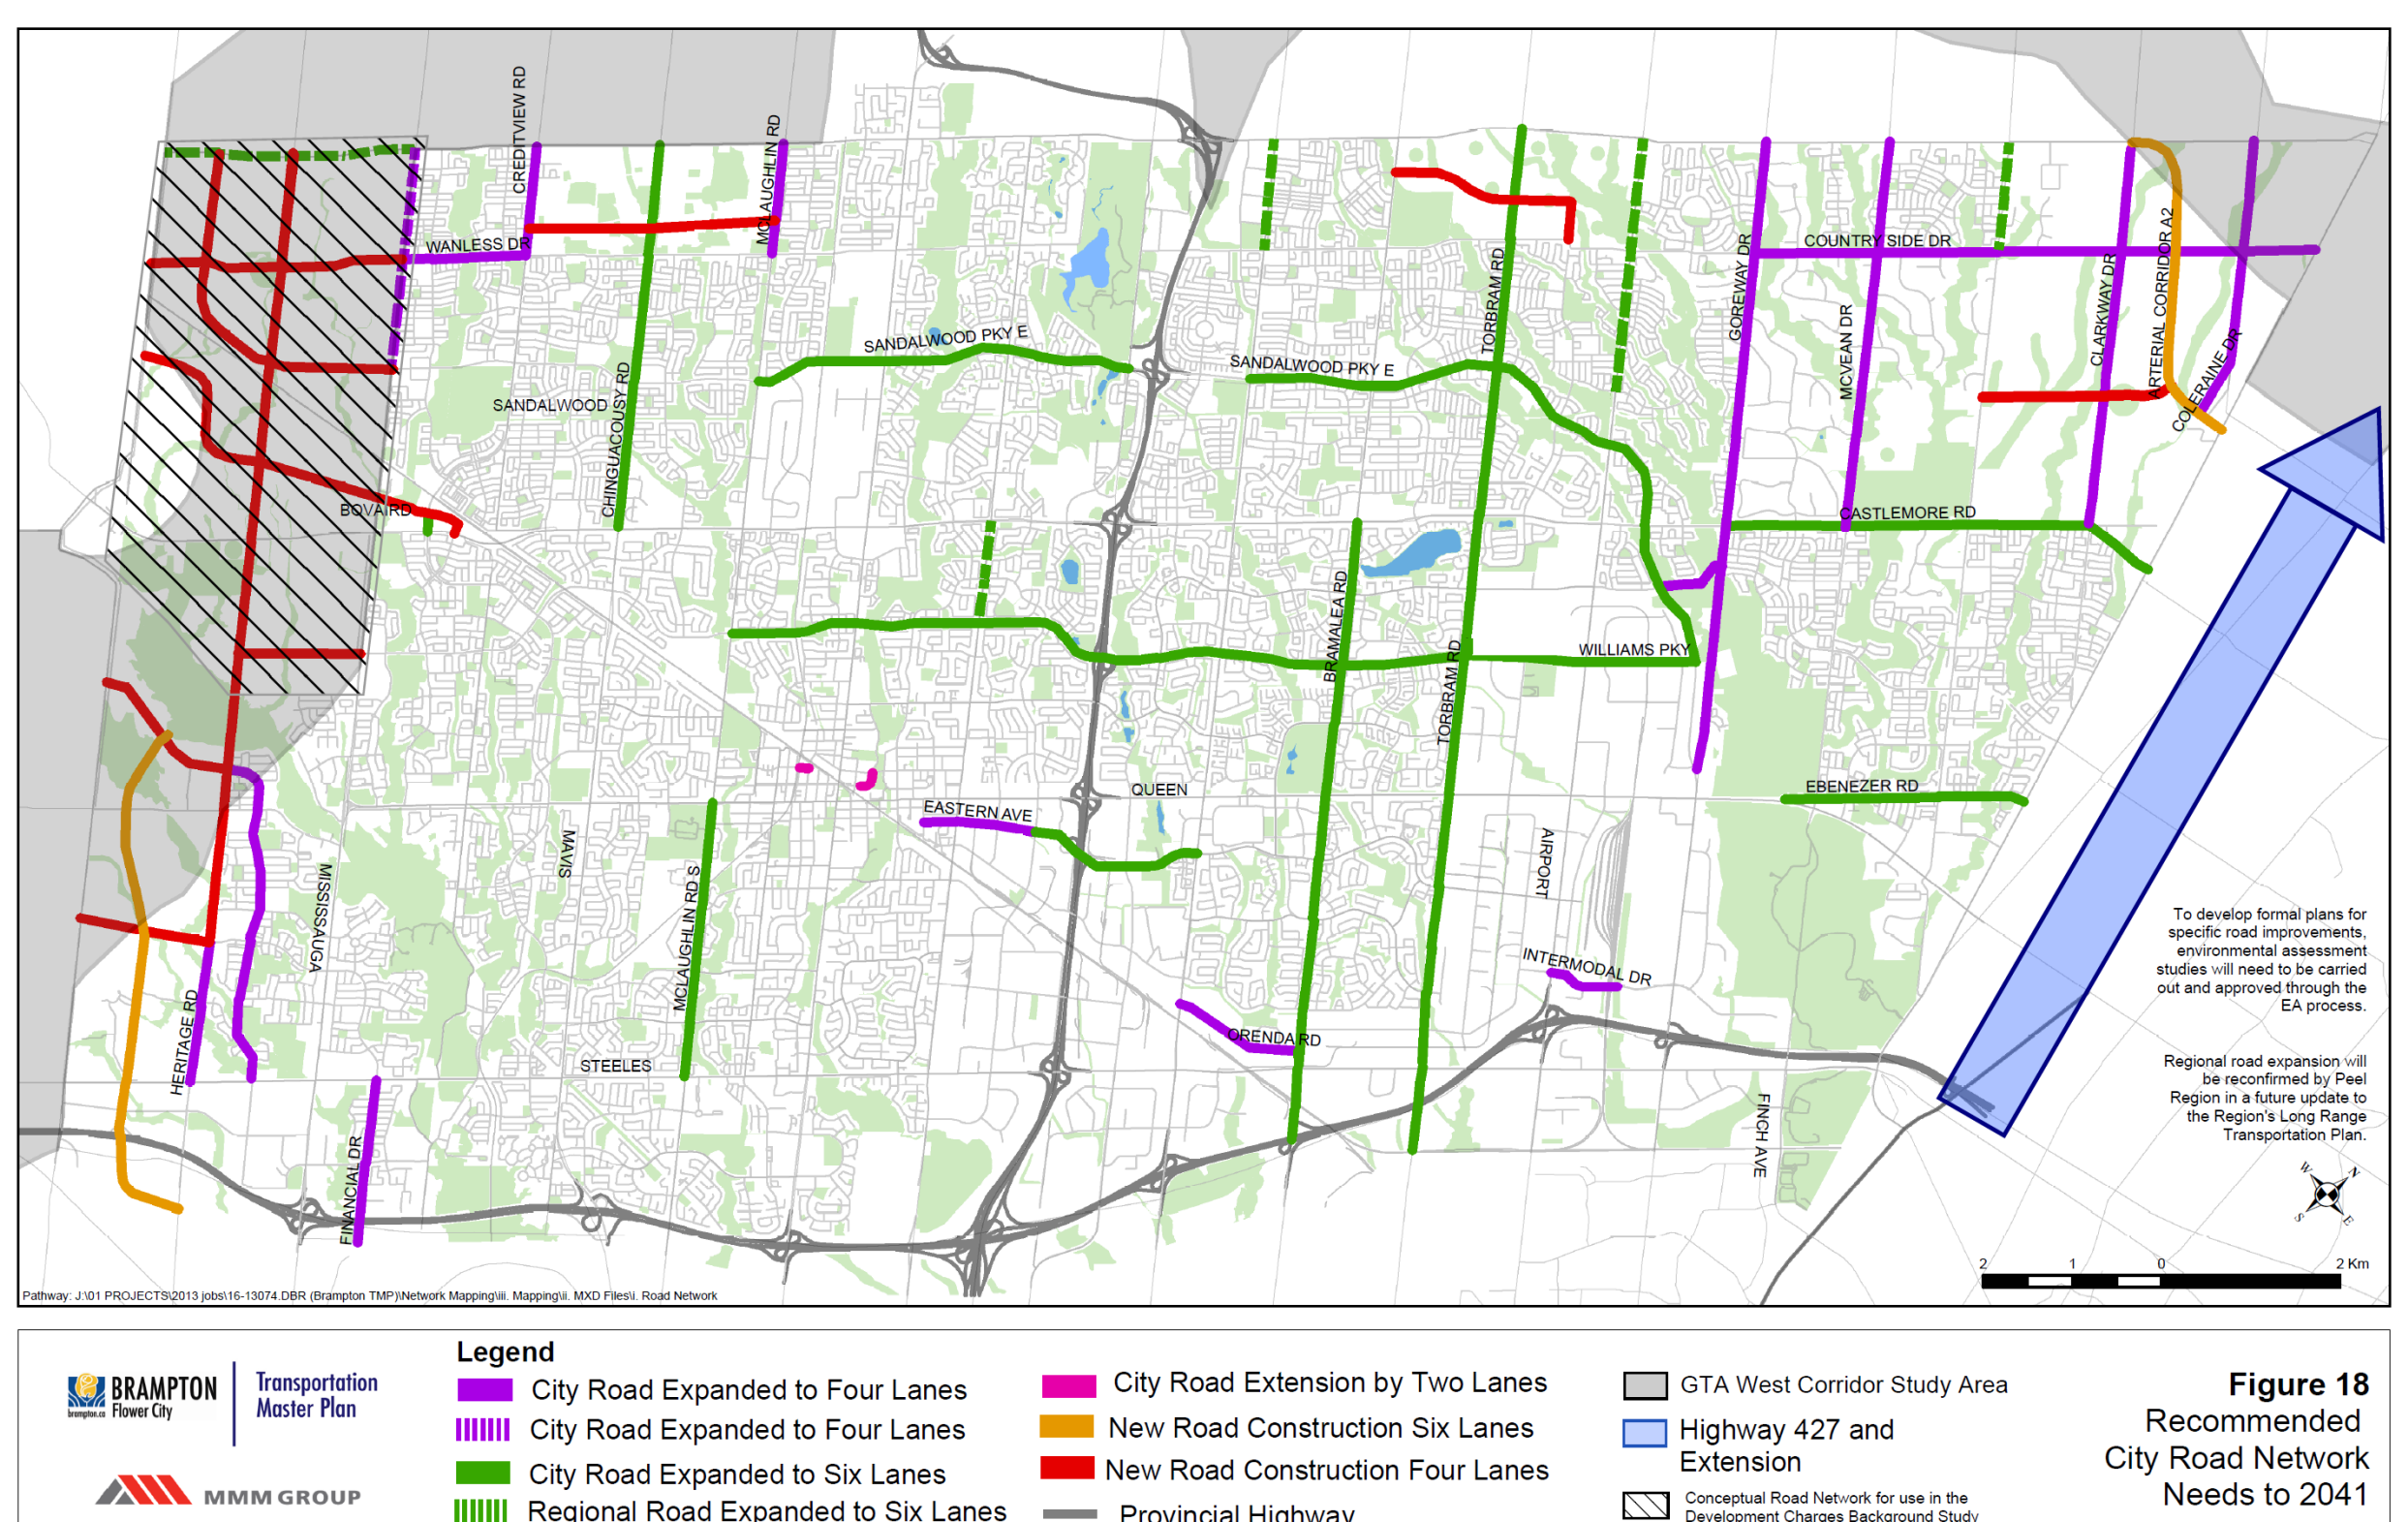 CREDITVIEW RD
MCLAUGHLIN RD
WANLESS DR
SANDALWOOD PKY E
SANDALWOOD PKY E
SANDALWOOD
CHINGUACOUSY RD
BOVAIRD
TORBRAM RD
GOREWAY DR
COUNTRY SIDE DR
MCVEAN DR
CLARKWAY DR
ARTERIAL CORRIDOR A2
COLERAINE DR
CASTLEMORE RD
BRAMALEA RD
WILLIAMS PKY
TORBRAM RD
QUEEN
EASTERN AVE
EBENEZER RD
MAVIS
MISSISSAUGA
MCLAUGHLIN RD S
AIRPORT
INTERMODAL DR
ORENDA RD
HERITAGE RD
STEELES
FINANCIAL DR
FINCH AVE
To develop formal plans for
specific road improvements,
environmental assessment
studies will need to be carried
out and approved through the
EA process.
Regional road expansion will
be reconfirmed by Peel
Region in a future update to
the Region's Long Range
Transportation Plan.
W N
S E
2 1 0 2 Km
Pathway: J:\01 PROJECTS\2013 jobs\16-13074.DBR (Brampton TMP)\Network Mapping\iii. Mapping\ii. MXD Files\i. Road Network
BRAMPTON
brampton.ca Flower City
Transportation
Master Plan
MMM GROUP
Legend
City Road Expanded to Four Lanes
City Road Expanded to Four Lanes
City Road Expanded to Six Lanes
Regional Road Expanded to Six Lanes
City Road Extension by Two Lanes
New Road Construction Six Lanes
New Road Construction Four Lanes
Provincial Highway
GTA West Corridor Study Area
Highway 427 and
Extension
Conceptual Road Network for use in the
Development Charges Background Study
Figure 18
Recommended
City Road Network
Needs to 2041